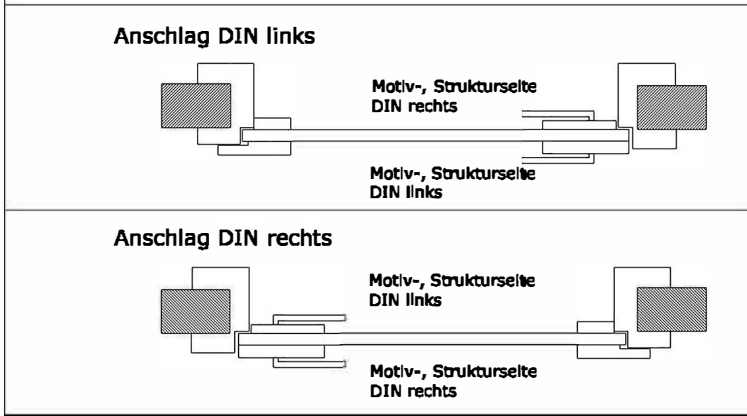 Anschlag DIN links
Motiv-, Strukturseite
DIN rechts
Motiv-, Strukturseite
DIN links
Anschlag DIN rechts
Motiv-, Strukturseite
DIN links
Motiv-, Strukturseite
DIN rechts